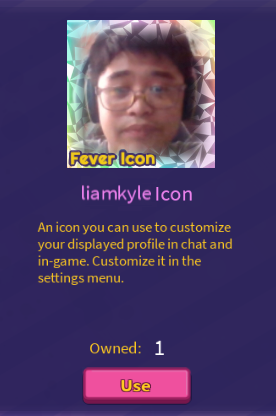 Fever Icon
liamkyle Icon
An icon you can use to customize
your displayed profile in chat and
in-game. Customize it in the
settings menu.
Owned: 1
Use